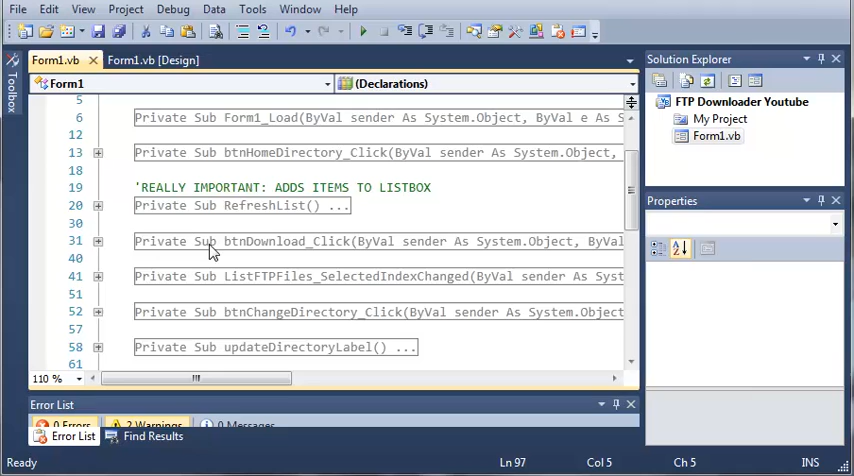 File Edit View Project Debug Data Tools Window Help
Form1.vb Form1.vb [Design]
Toolbox
Form1 (Declarations)
5
6 Private Sub Form1_Load(ByVal sender As System.Object, ByVal e As S
12
13 Private Sub btnHomeDirectory_Click(ByVal sender As System.Object,
18
19 'REALLY IMPORTANT: ADDS ITEMS TO LISTBOX
20 Private Sub RefreshList() ...
30
31 Private Sub btnDownload_Click(ByVal sender As System.Object, ByVal
40
41 Private Sub ListFTPFiles_SelectedIndexChanged(ByVal sender As Syst
51
52 Private Sub btnChangeDirectory_Click(ByVal sender As System.Object
57
58 Private Sub updateDirectoryLabel() ...
61
110 %
Solution Explorer
FTP Downloader Youtube
My Project
Form1.vb
Properties
Error List
0 Errors 2 Warnings 0 Messages
Error List Find Results
Ready Ln 97 Col 5 Ch 5 INS